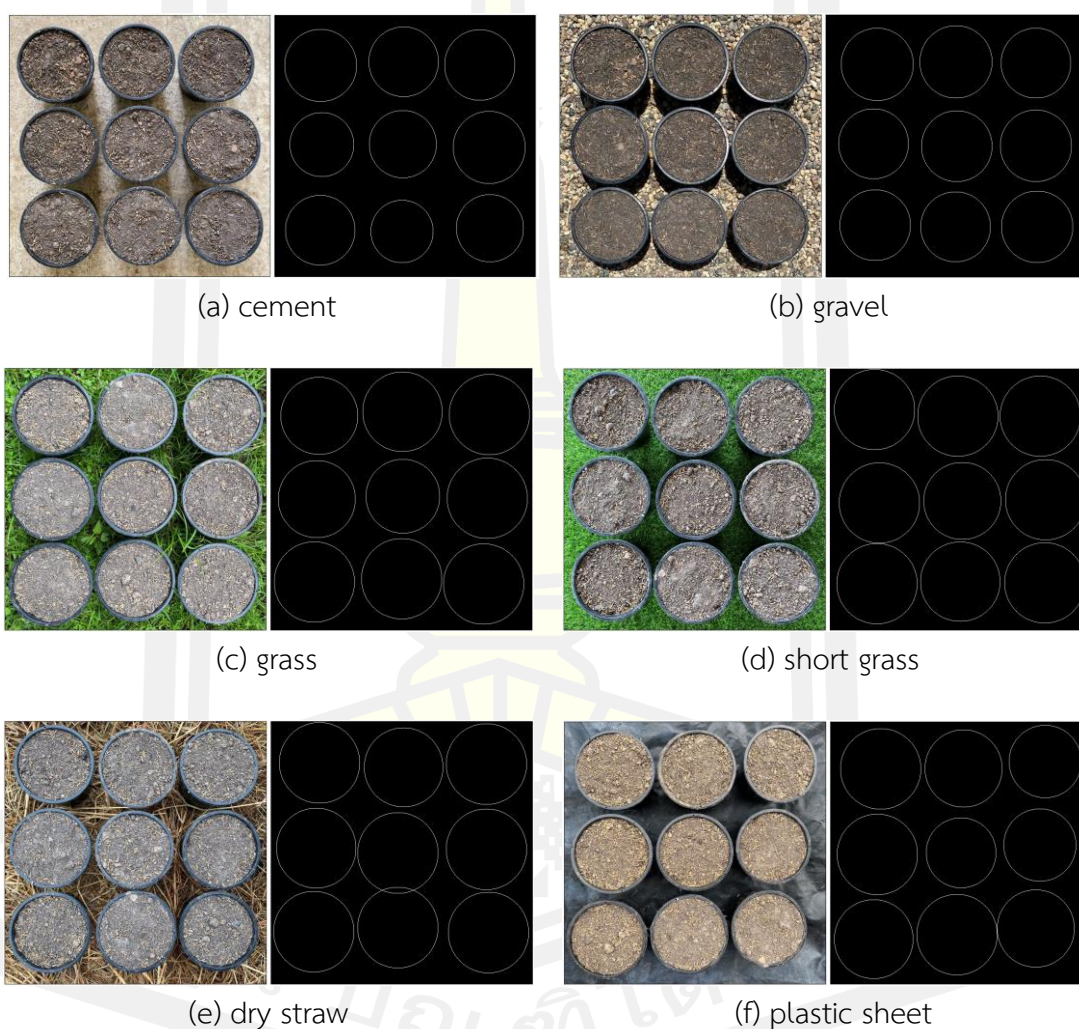 (a) cement
(b) gravel
(c) grass
(d) short grass
(e) dry straw
(f) plastic sheet